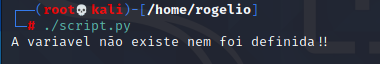 ┌──(root💀kali)-[/home/rogelio]
└─# ./script.py
A variavel não existe nem foi definida!!